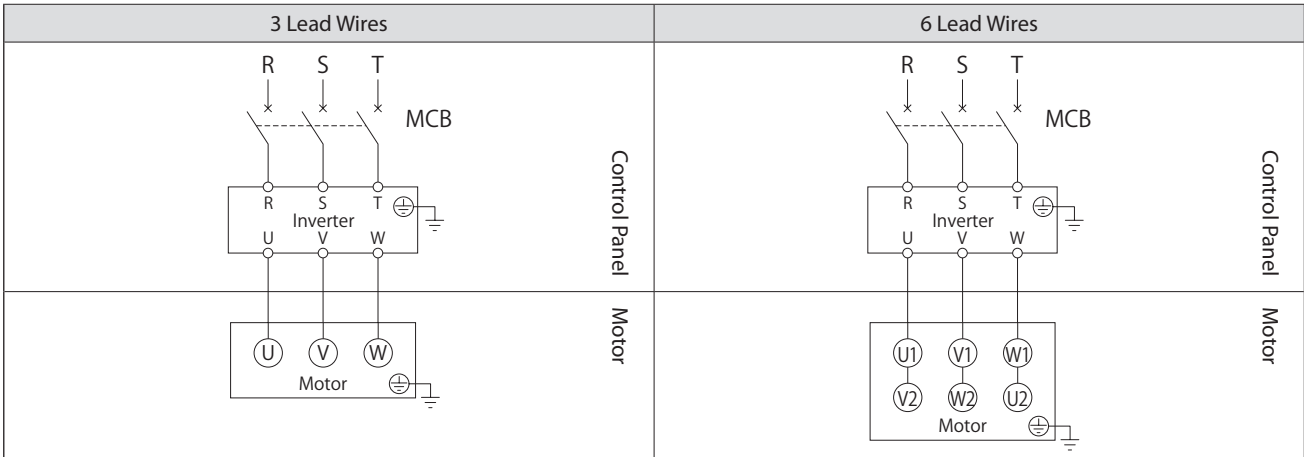 3 Lead Wires
6 Lead Wires
R S T
MCB
R S T
Inverter
U V W
Control Panel
U V W
Motor
Motor
R S T
MCB
R S T
Inverter
U V W
Control Panel
U1 V1 W1
V2 W2 U2
Motor
Motor